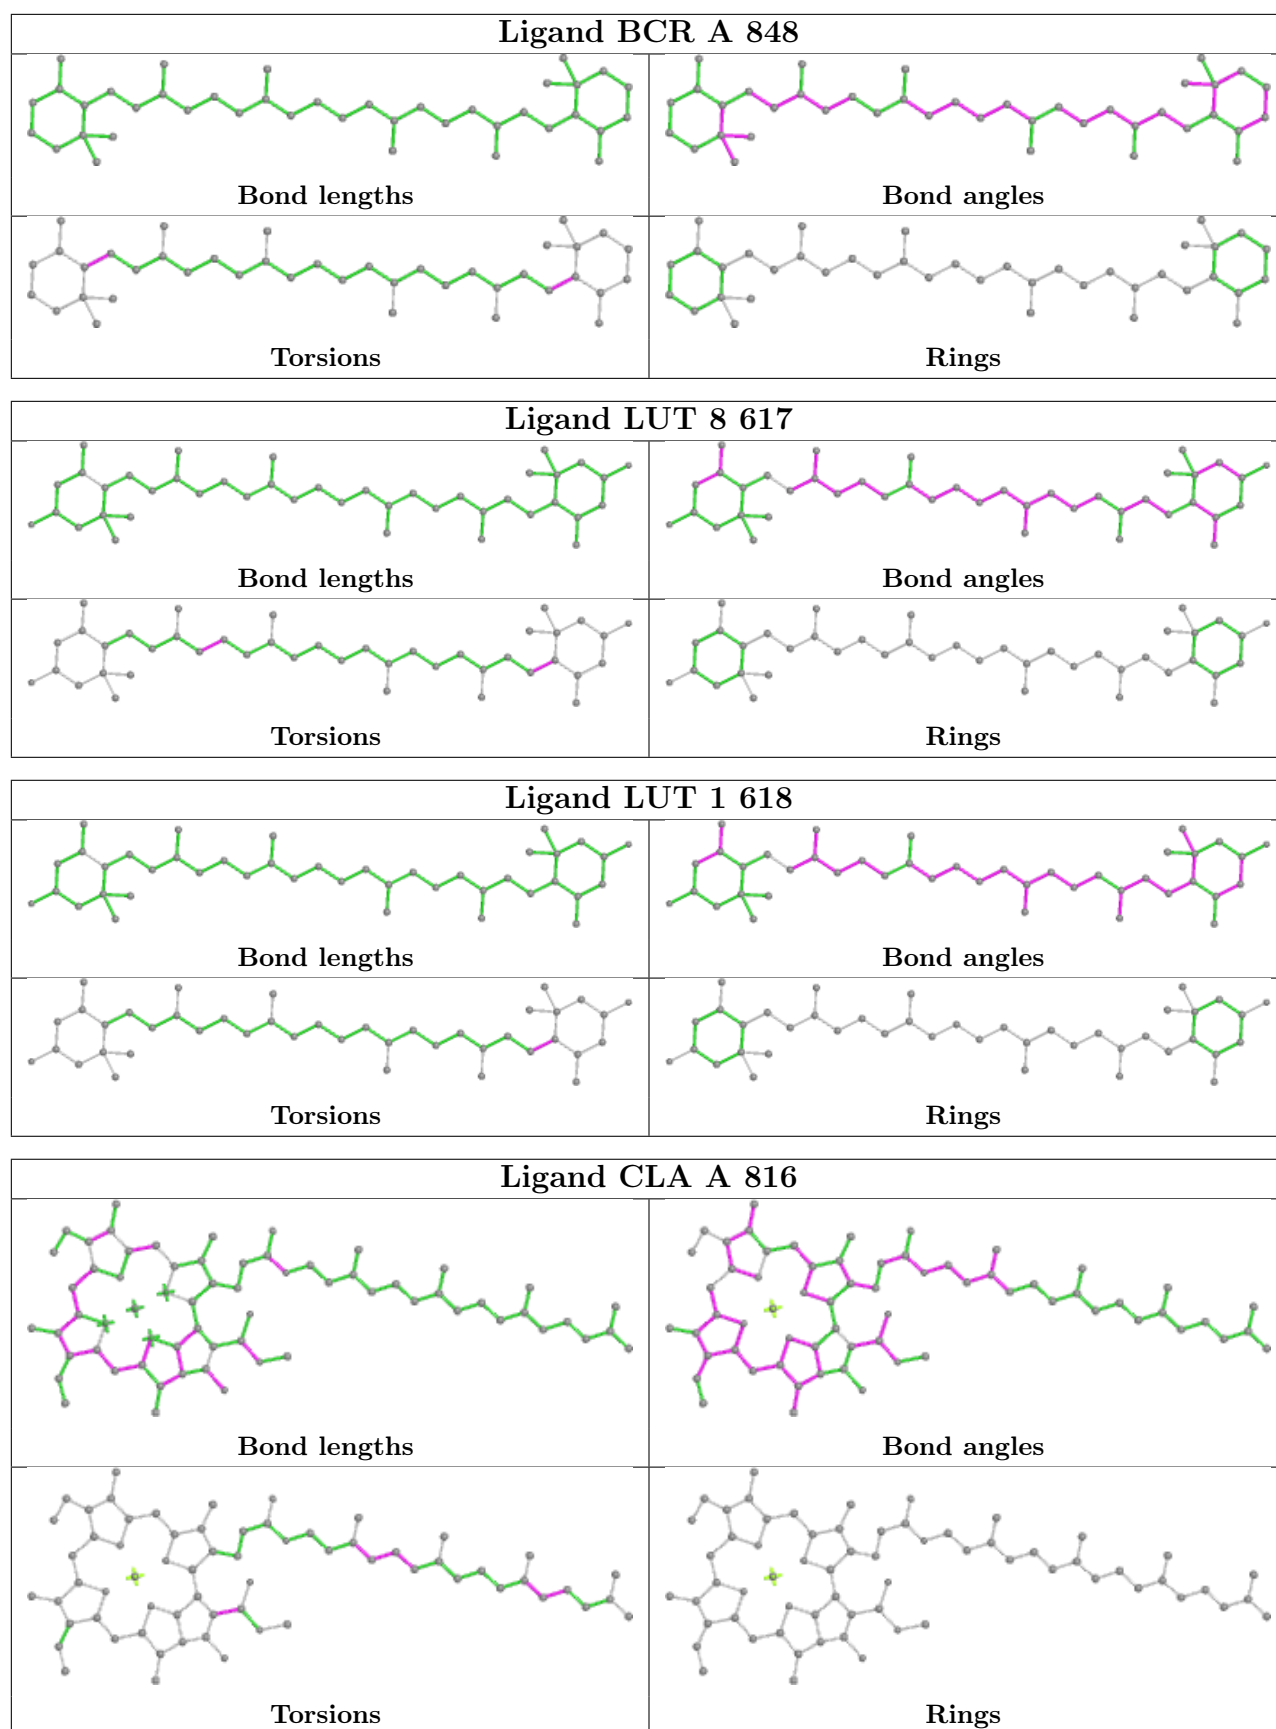 Ligand BCR A 848
Bond lengths Bond angles
Torsions Rings
Ligand LUT 8 617
Bond lengths Bond angles
Torsions Rings
Ligand LUT 1 618
Bond lengths Bond angles
Torsions Rings
Ligand CLA A 816
Bond lengths Bond angles
Torsions Rings